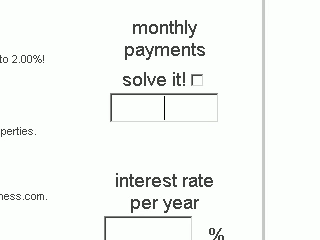 monthly
payments
to 2.00%!
solve it!
perties.
interest rate
ness.com.
per year
%